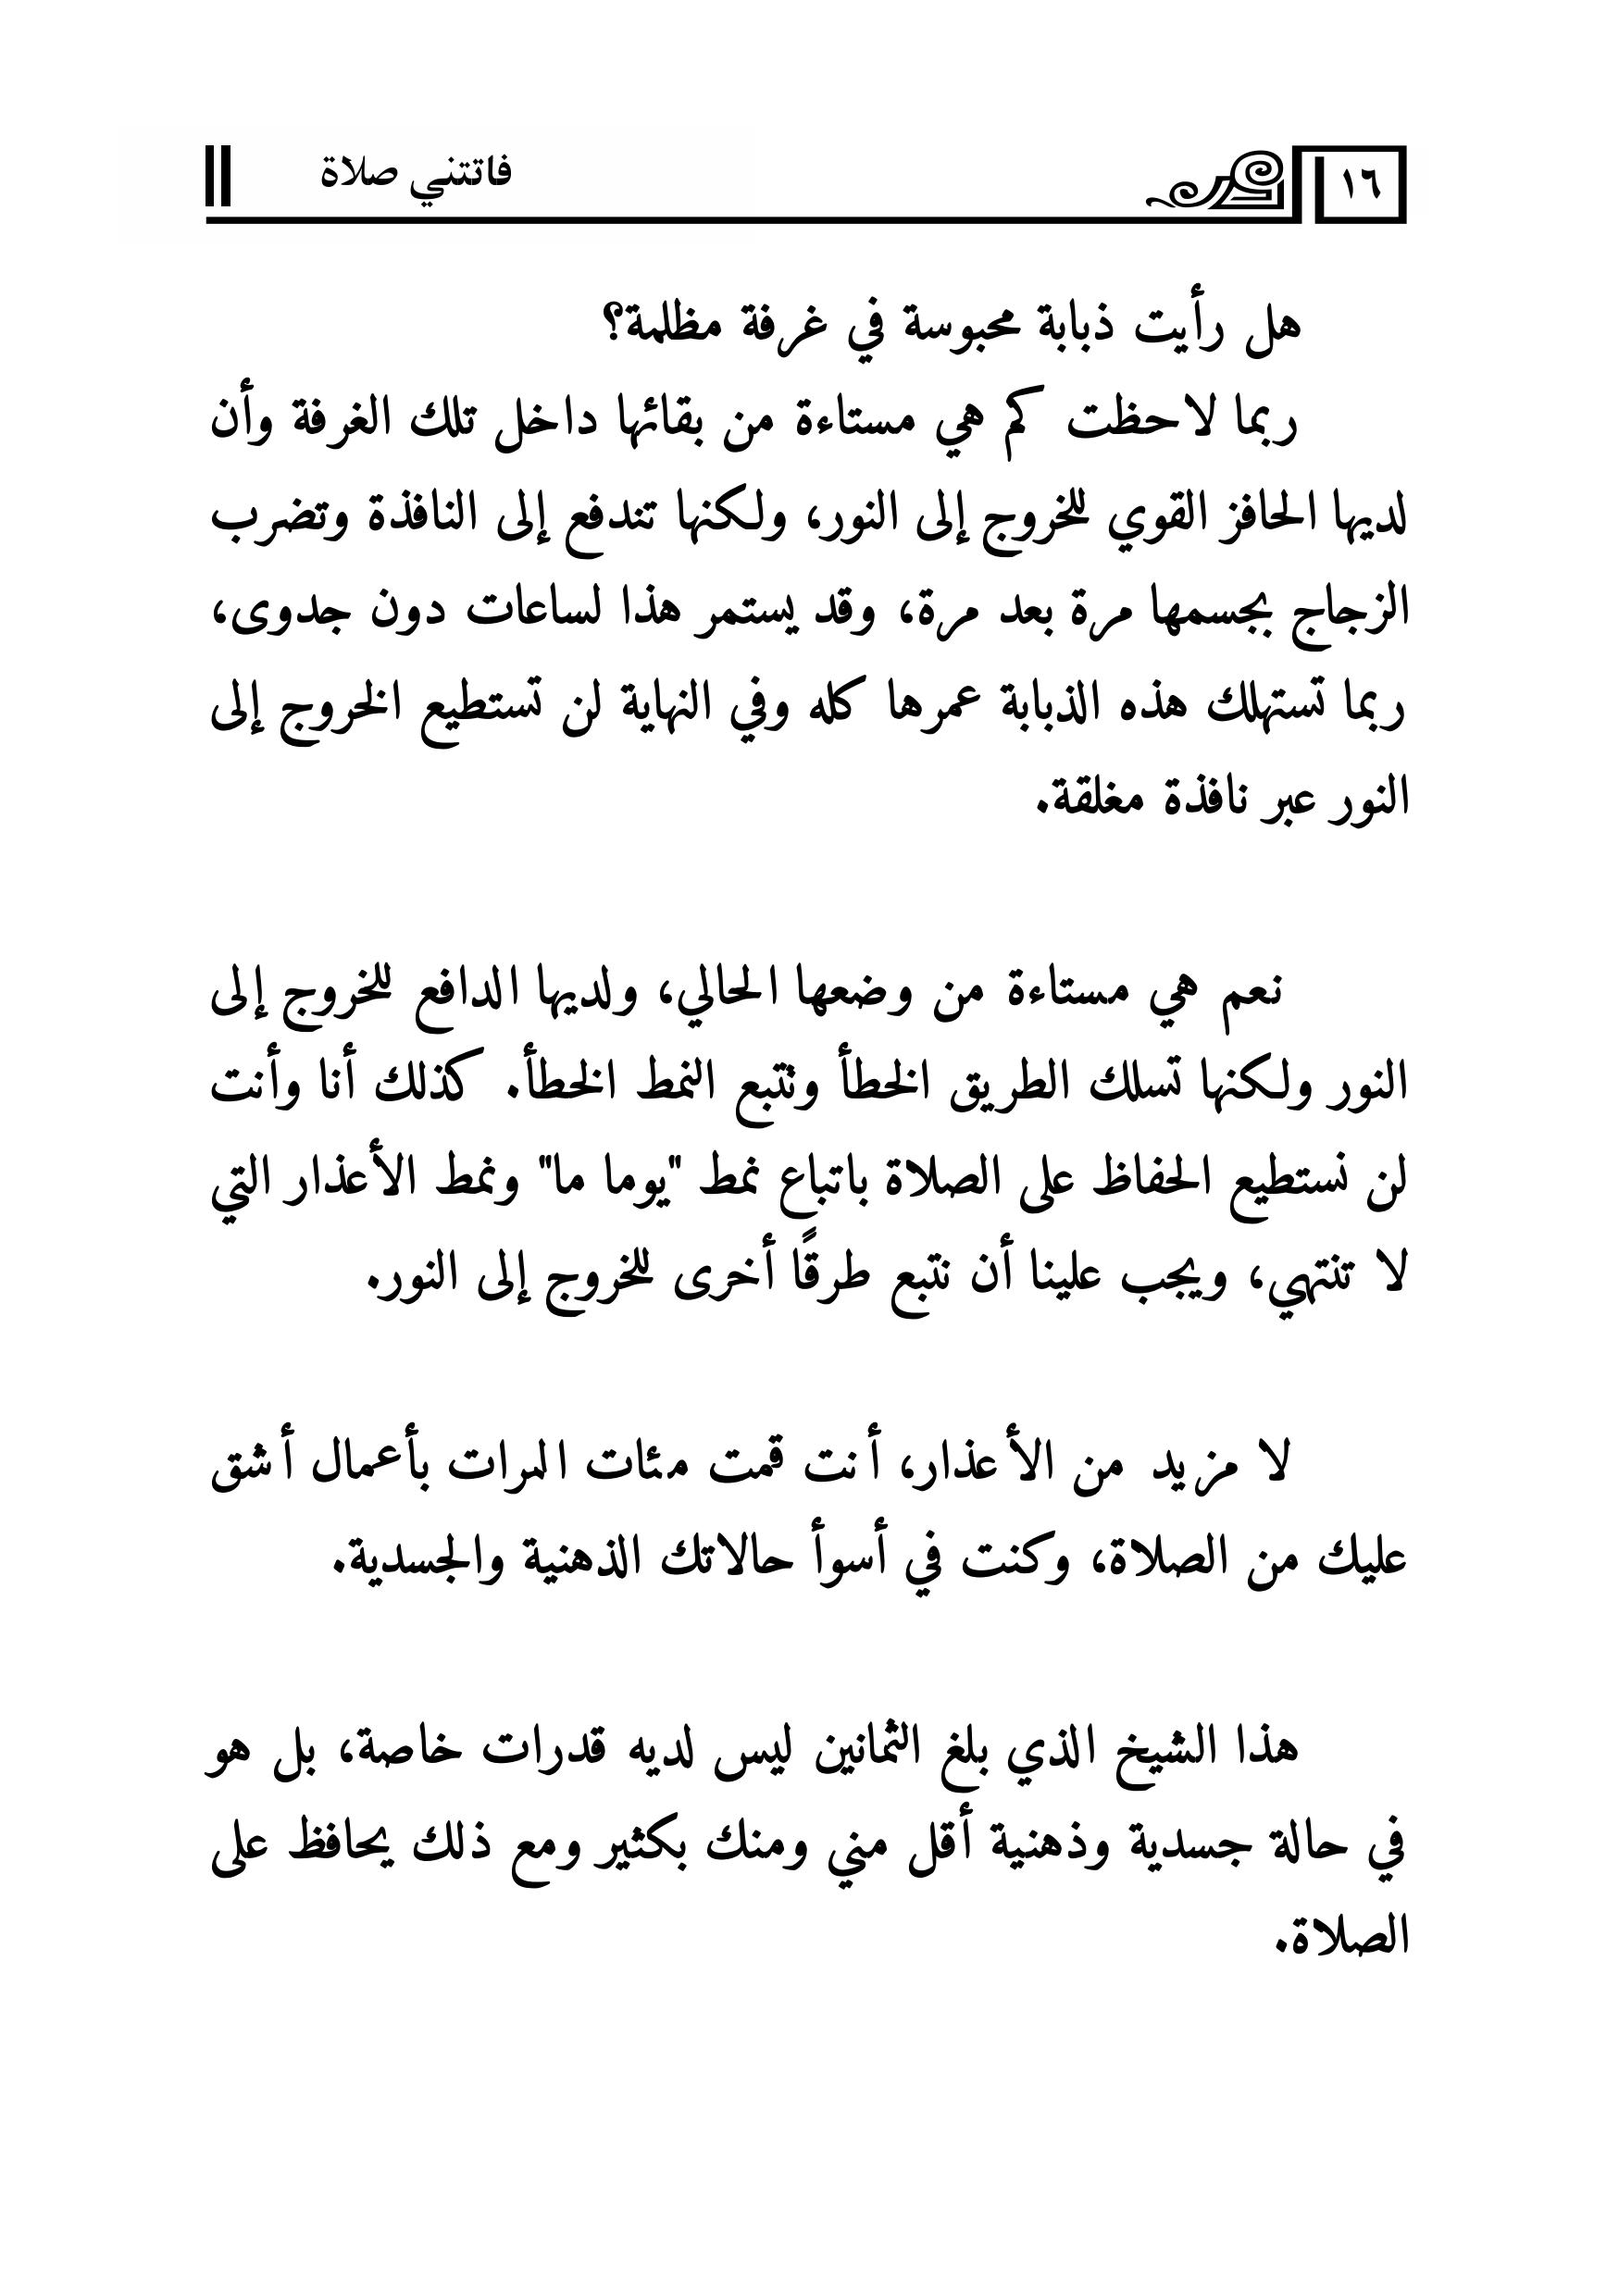 ١٦
فاتتني صلاة
هل رأيت ذبابة محبوسة في غرفة مظلمة؟
ربما لاحظت كم هي مستاءة من بقائها داخل تلك الغرفة وأن
لديها الحافز القوي للخروج إلى النور، ولكنها تندفع إلى النافذة وتضرب
الزجاج بجسمها مرة بعد مرة، وقد يستمر هذا لساعات دون جدوى،
ربما تستهلك هذه الذبابة عمرها كله وفي النهاية لن تستطيع الخروج إلى
النور عبر نافذة مغلقة.
نعم هي مستاءة من وضعها الحالي، ولديها الدافع للخروج إلى
النور ولكنها تسلك الطريق الخطأ وتتبع النمط الخطأ. كذلك أنا وأنت
لن نستطيع الحفاظ على الصلاة باتباع نمط "يوما ما" ونمط الأعذار التي
لا تنتهي، ويجب علينا أن نتبع طرقًا أخرى للخروج إلى النور.
لا مزيد من الأعذار، أنت قمت مئات المرات بأعمال أشق
عليك من الصلاة، وكنت في أسوأ حالاتك الذهنية والجسدية.
هذا الشيخ الذي بلغ الثمانين ليس لديه قدرات خاصة، بل هو
في حالة جسدية وذهنية أقل مني ومنك بكثير ومع ذلك يحافظ على
الصلاة.